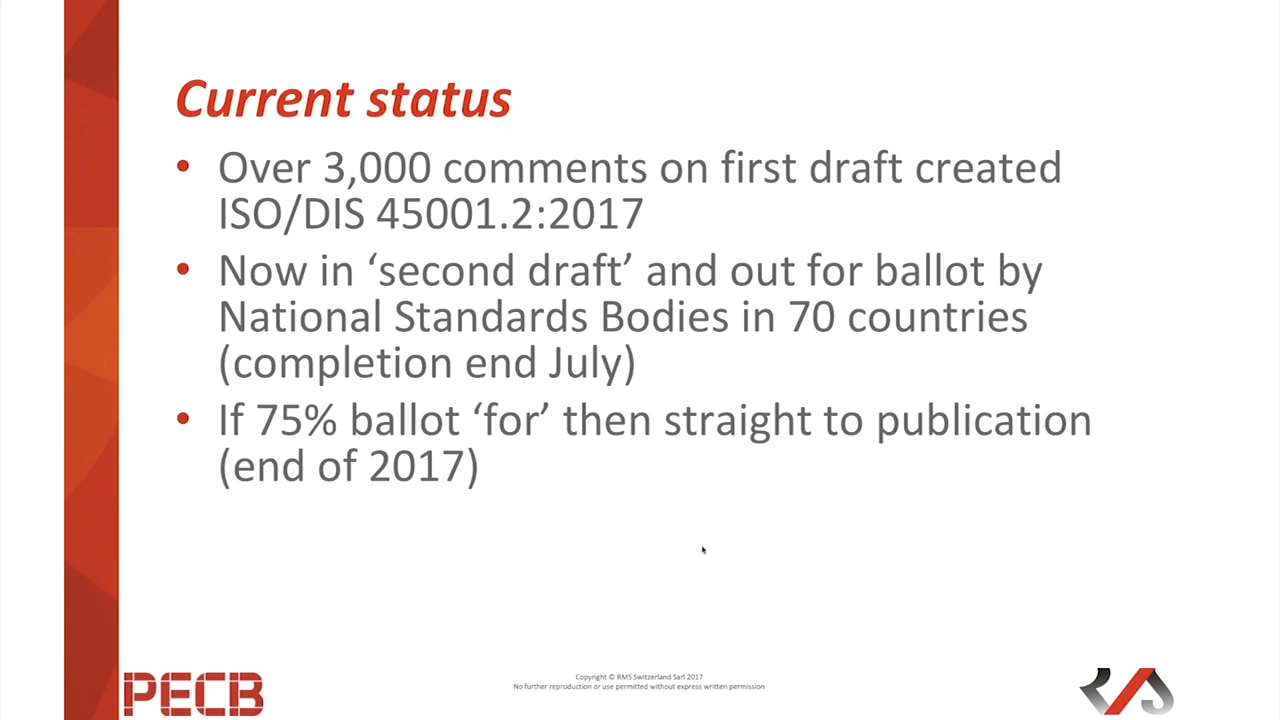 Current status
• Over 3,000 comments on first draft created
ISO/DIS 45001.2:2017
• Now in ‘second draft’ and out for ballot by
National Standards Bodies in 70 countries
(completion end July)
• If 75% ballot ‘for’ then straight to publication
(end of 2017)
PECB
Copyright © RMS Switzerland Sarl 2017
No further reproduction or use permitted without express written permission